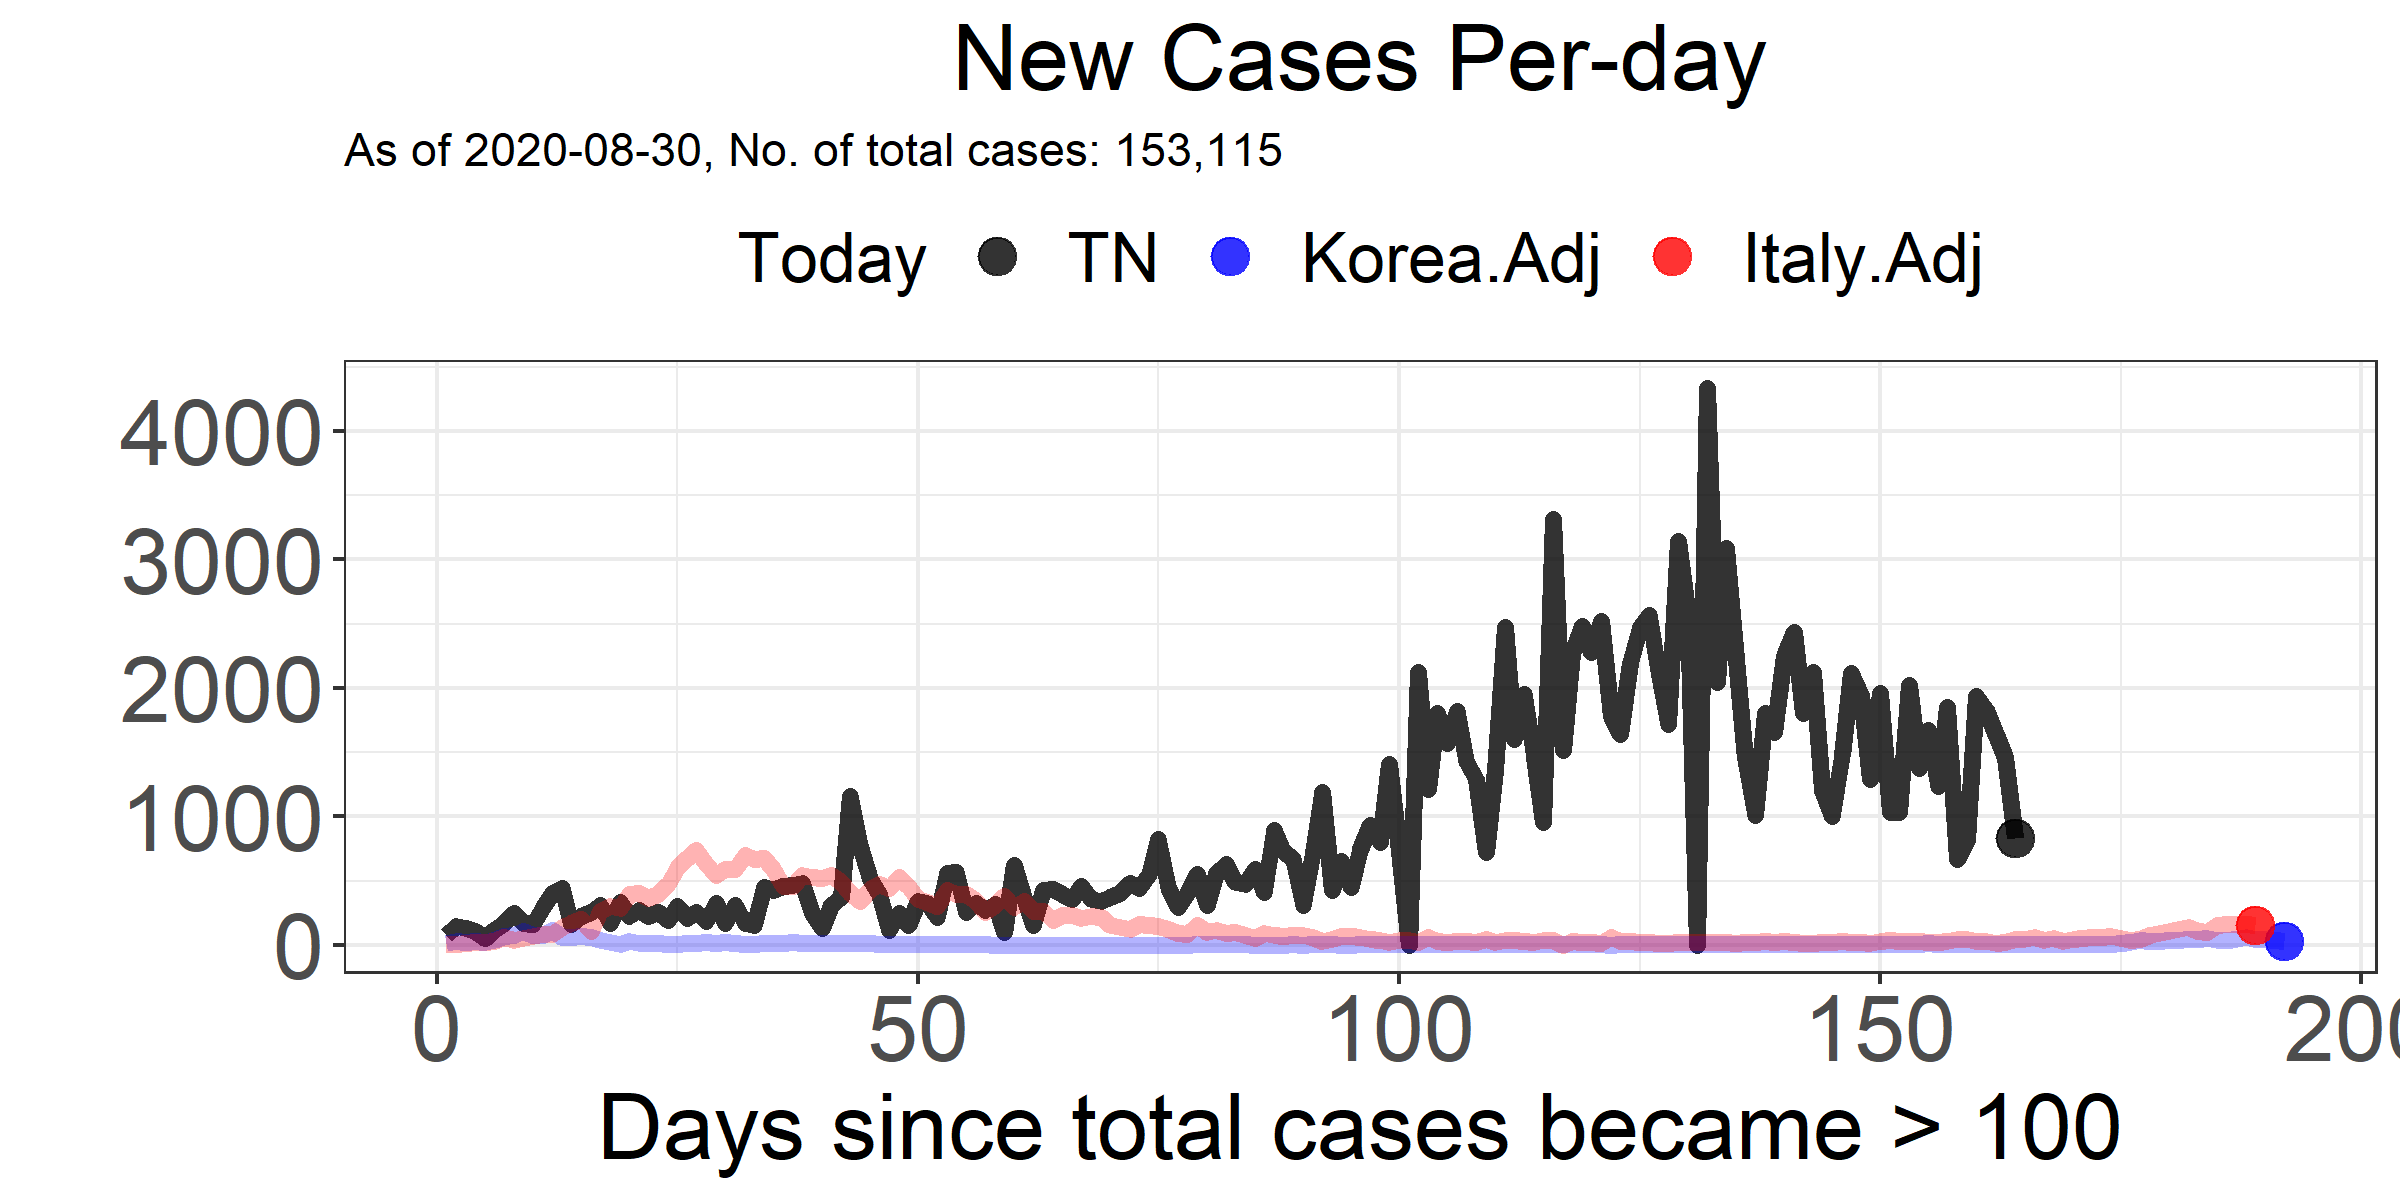 New Cases Per-day
As of 2020-08-30, No. of total cases: 153,115
Today TN Korea.Adj Italy.Adj
4000
3000
2000
1000
0
0 50 100 150 200
Days since total cases became > 100